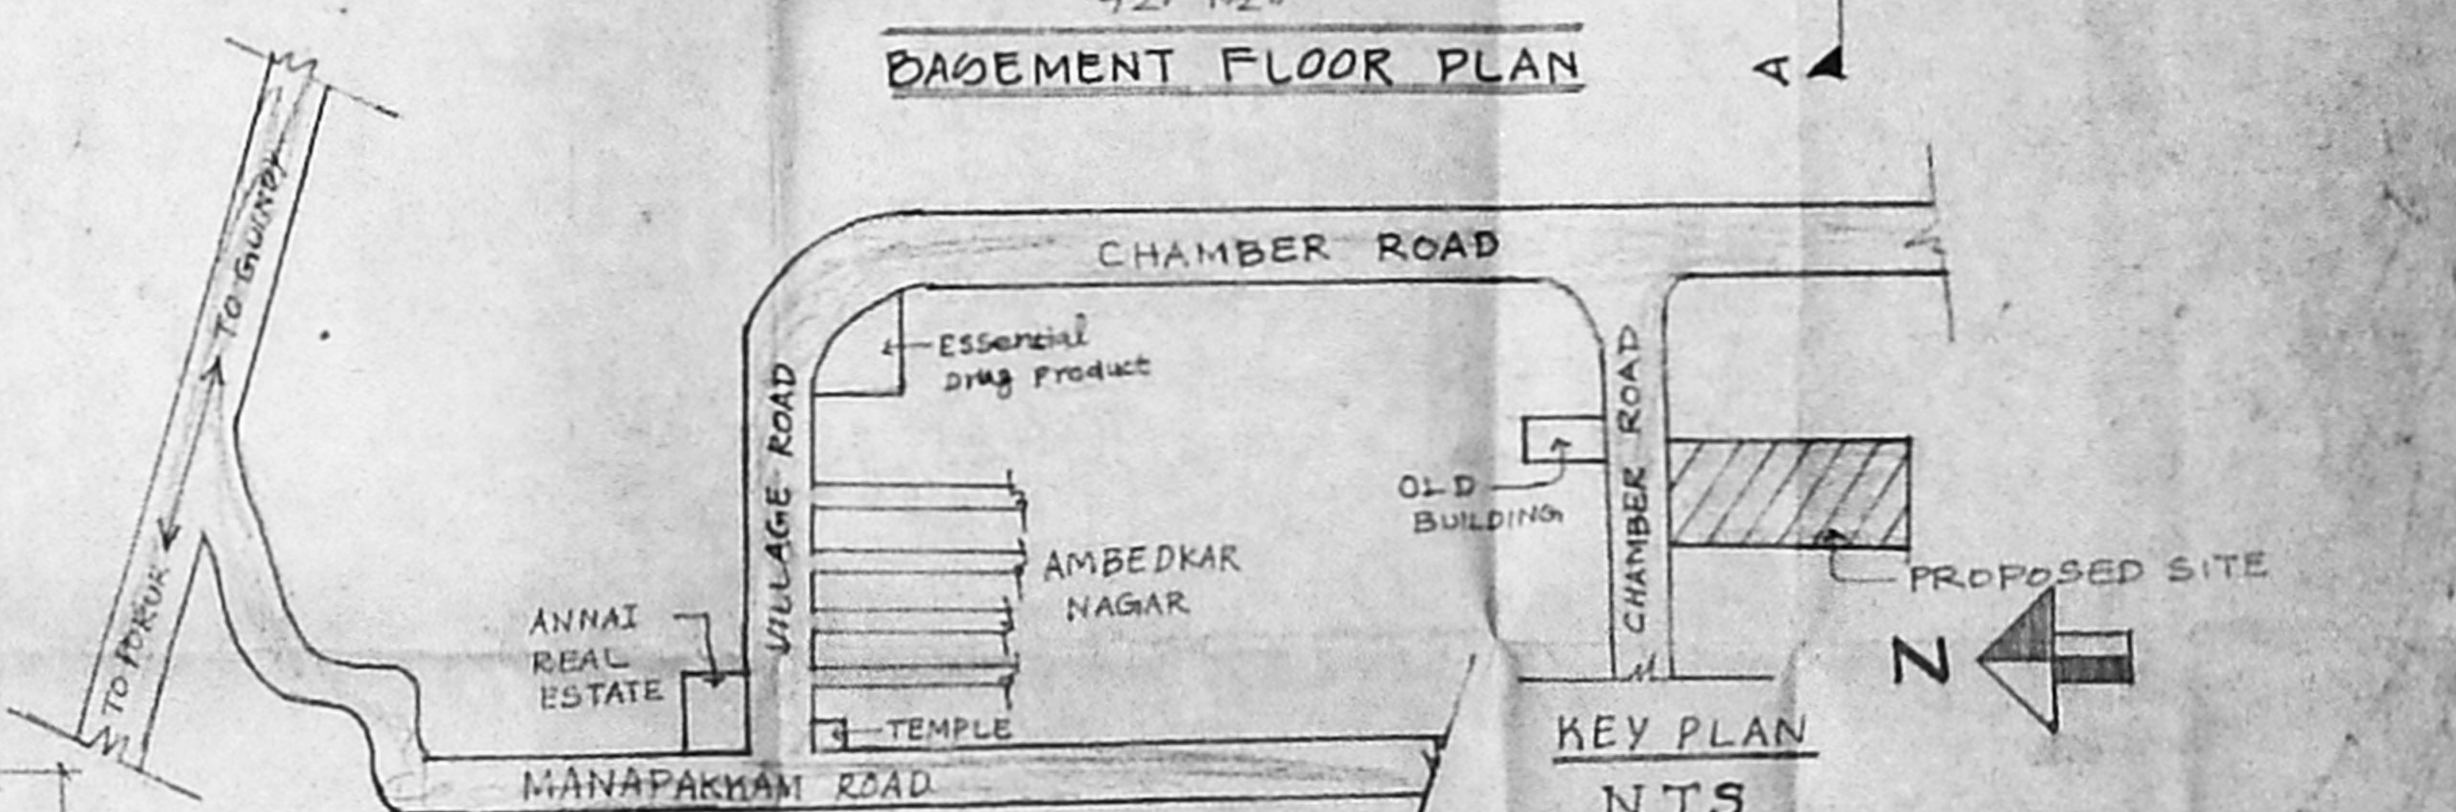 BASEMENT FLOOR PLAN
A
TO GUINDY
CHAMBER ROAD
Essential
Drug Product
VILLAGE ROAD
CHAMBER ROAD
OLD
BUILDING
AMBEDKAR
NAGAR
PROPOSED SITE
TO PORUR
ANNAI
REAL
ESTATE
N
TEMPLE
KEY PLAN
MANAPAKKAM ROAD
NTS